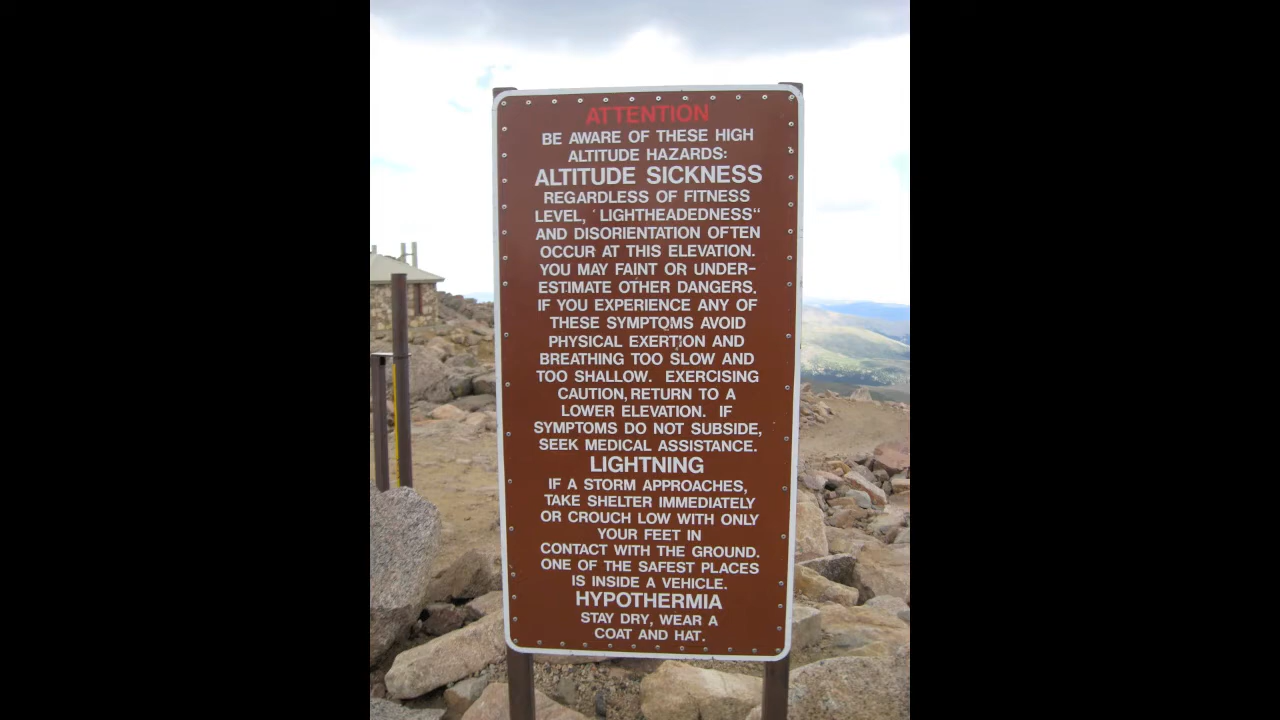 ATTENTION
BE AWARE OF THESE HIGH
ALTITUDE HAZARDS:
ALTITUDE SICKNESS
REGARDLESS OF FITNESS
LEVEL, ' LIGHTHEADEDNESS“
AND DISORIENTATION OFTEN
OCCUR AT THIS ELEVATION.
YOU MAY FAINT OR UNDER-
ESTIMATE OTHER DANGERS.
IF YOU EXPERIENCE ANY OF
THESE SYMPTOMS AVOID
PHYSICAL EXERTION AND
BREATHING TOO SLOW AND
TOO SHALLOW. EXERCISING
CAUTION, RETURN TO A
LOWER ELEVATION. IF
SYMPTOMS DO NOT SUBSIDE,
SEEK MEDICAL ASSISTANCE.
LIGHTNING
IF A STORM APPROACHES,
TAKE SHELTER IMMEDIATELY
OR CROUCH LOW WITH ONLY
YOUR FEET IN
CONTACT WITH THE GROUND.
ONE OF THE SAFEST PLACES
IS INSIDE A VEHICLE.
HYPOTHERMIA
STAY DRY, WEAR A
COAT AND HAT.